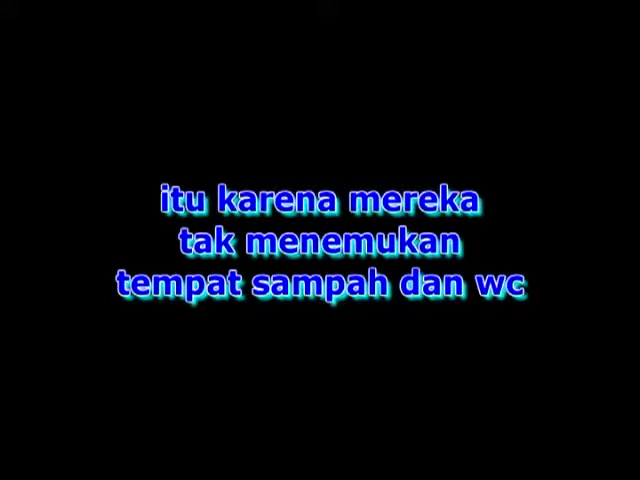 itu karena mereka
tak menemukan
tempat sampah dan wc